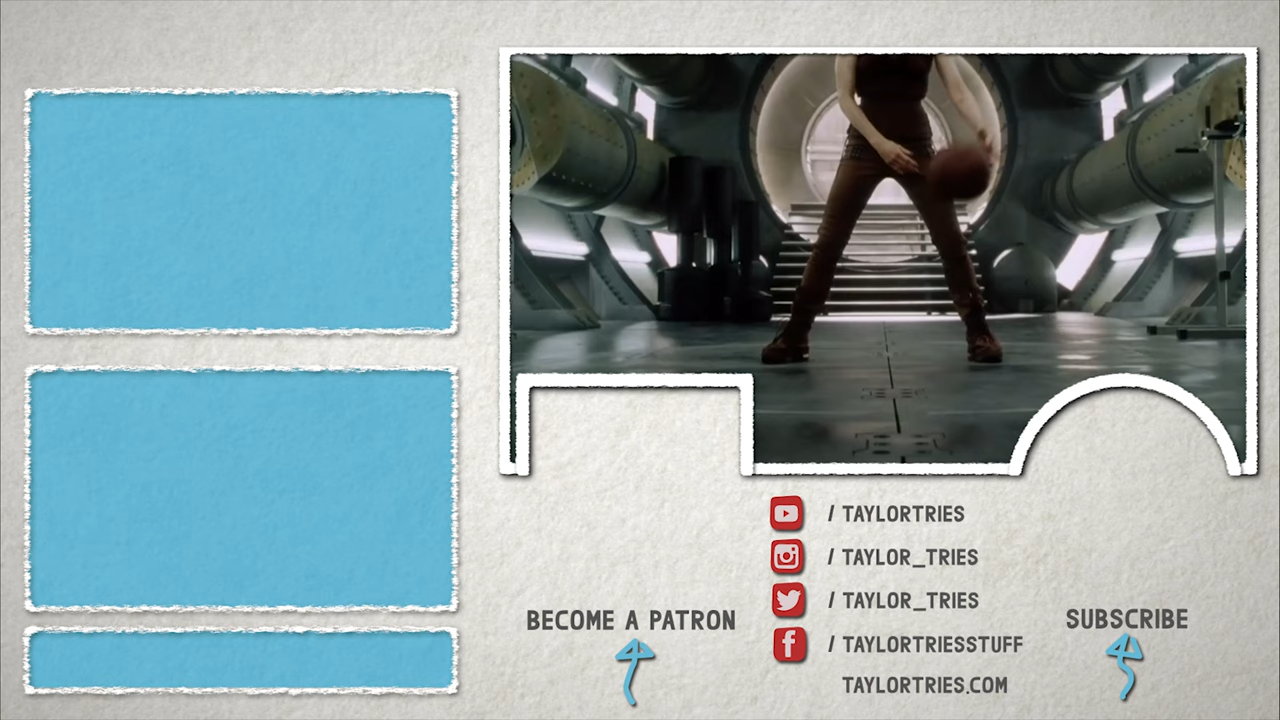 / TAYLORTRIES
/ TAYLOR_TRIES
/ TAYLOR_TRIES
/ TAYLORTRIESSTUFF
TAYLORTRIES.COM
BECOME A PATRON
SUBSCRIBE